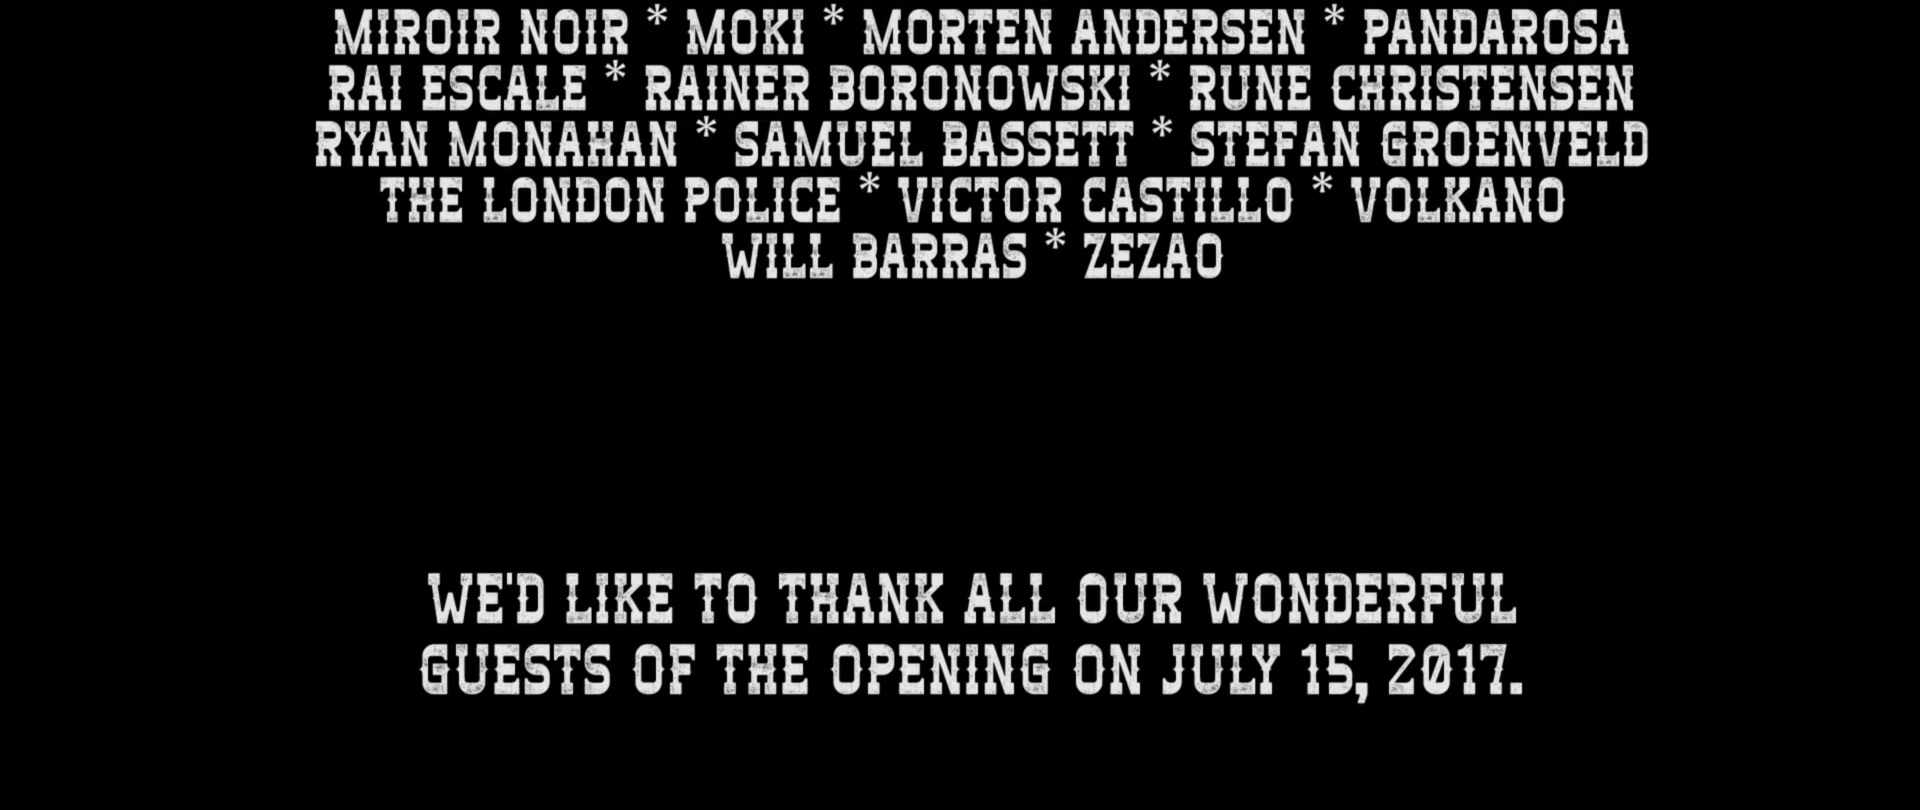 MIROIR NOIR * MOKI * MORTEN ANDERSEN * PANDAROSA
RAI ESCALE * RAINER BORONOWSKI * RUNE CHRISTENSEN
RYAN MONAHAN * SAMUEL BASSETT * STEFAN GROENVELD
THE LONDON POLICE * VICTOR CASTILLO * VOLKANO
WILL BARRAS * ZEZAO
WE'D LIKE TO THANK ALL OUR WONDERFUL
GUESTS OF THE OPENING ON JULY 15, 2017.